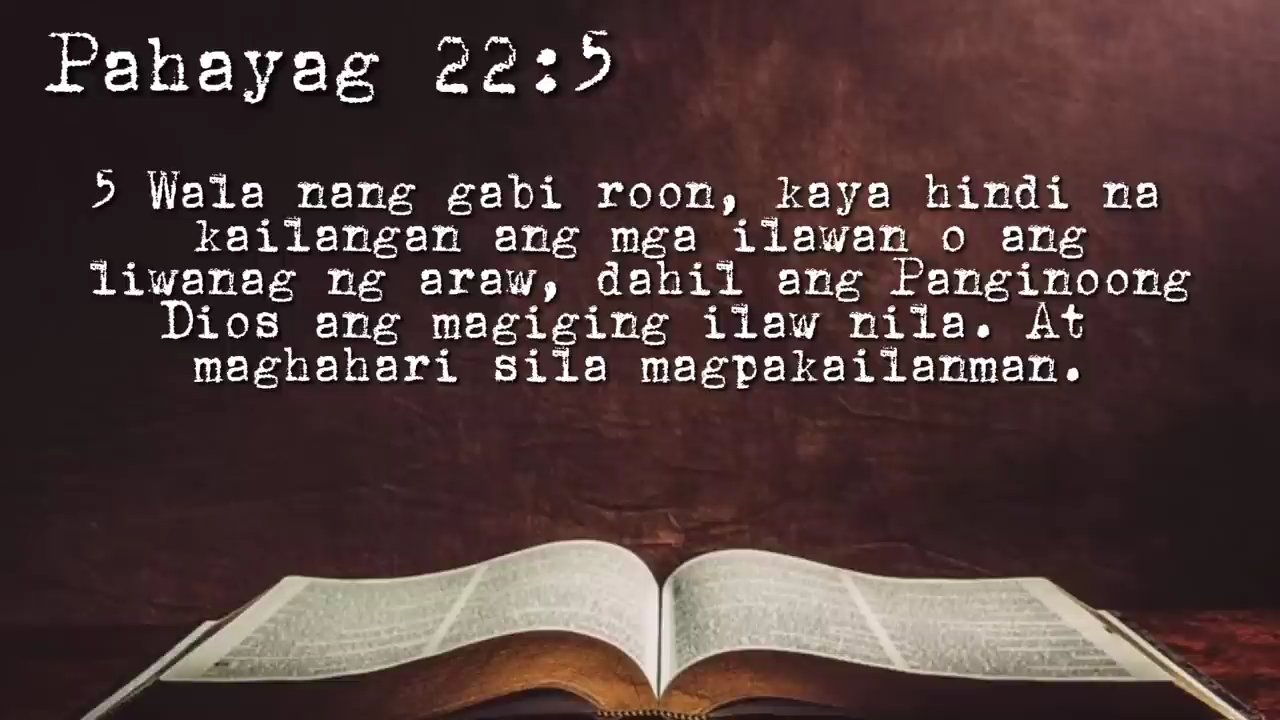 Pahayag 22:5
5 Wala nang gabi roon, kaya hindi na
kailangan ang mga ilawan o ang
liwanag ng araw, dahil ang Panginoong
Dios ang magiging ilaw nila. At
maghahari sila magpakailanman.